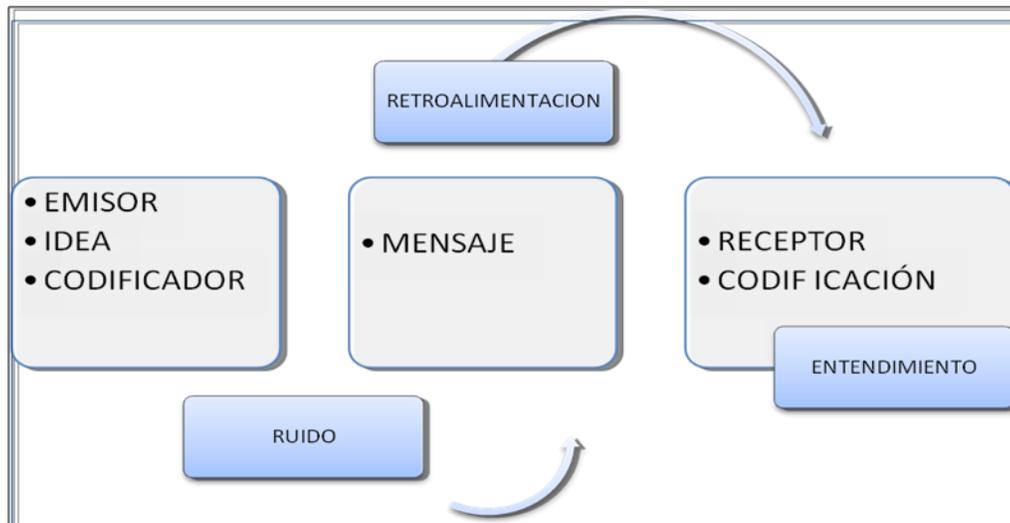 RETROALIMENTACION
• EMISOR
• IDEA
• CODIFICADOR
• MENSAJE
• RECEPTOR
• CODIF ICACIÓN
ENTENDIMIENTO
RUIDO